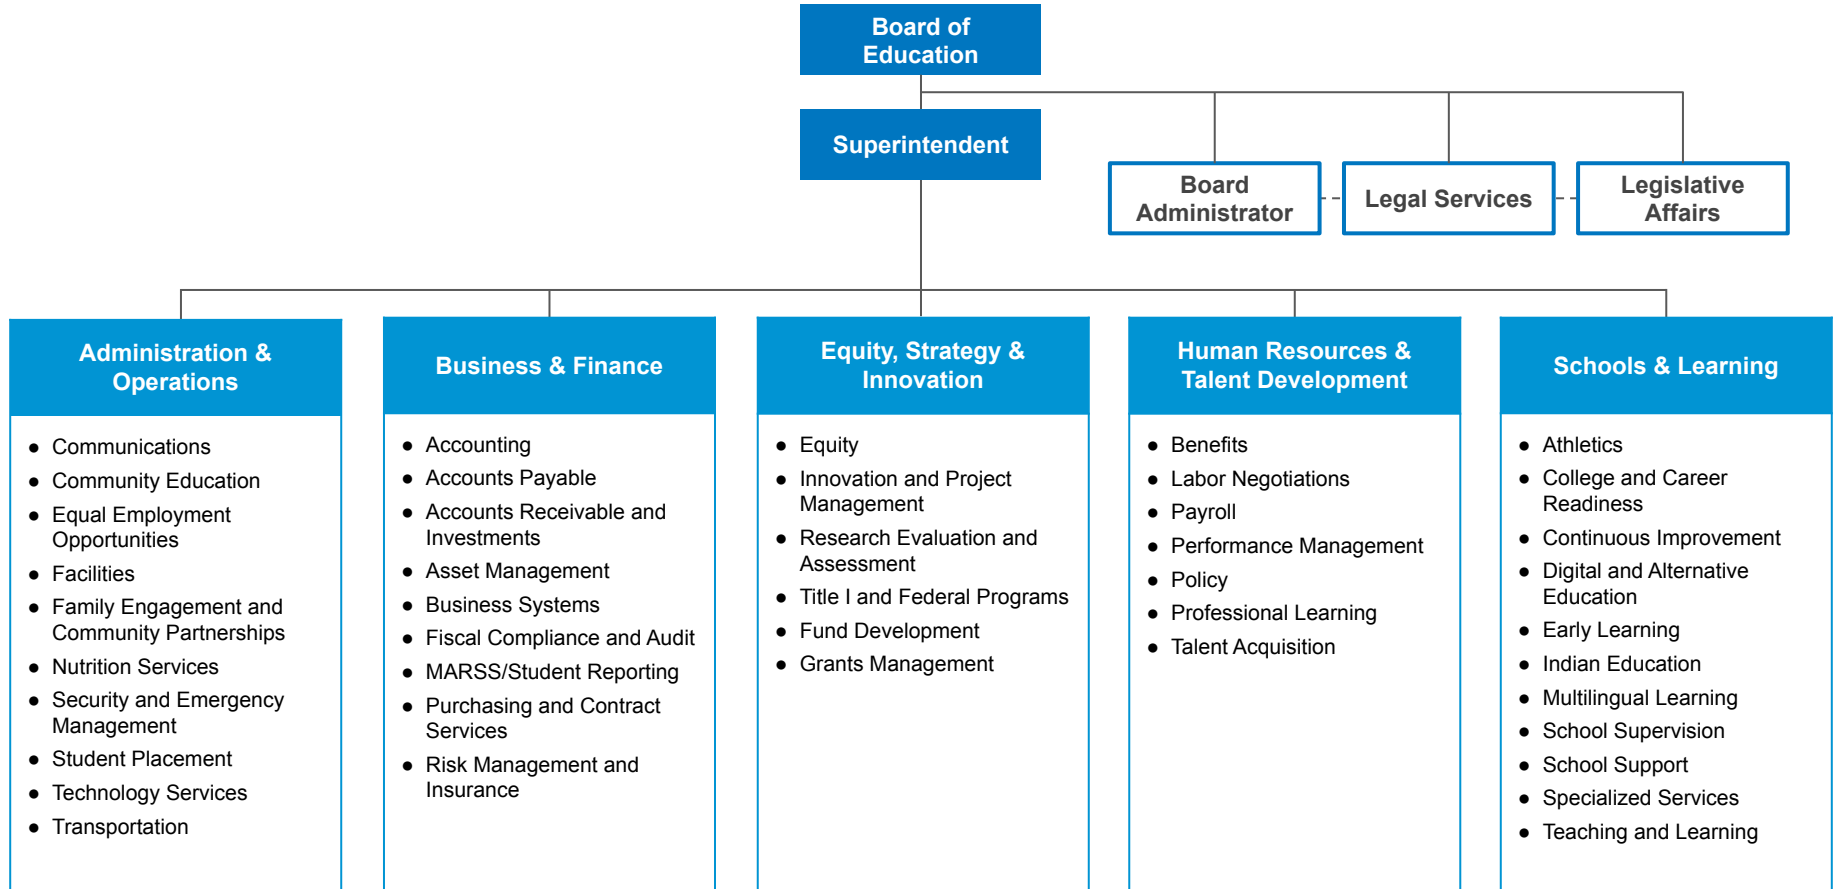 Board of
Education
Superintendent
Board
Administrator
Legal Services
Legislative
Affairs
Administration &
Operations
● Communications
● Community Education
● Equal Employment
Opportunities
● Facilities
● Family Engagement and
Community Partnerships
● Nutrition Services
● Security and Emergency
Management
● Student Placement
● Technology Services
● Transportation
Business & Finance
● Accounting
● Accounts Payable
● Accounts Receivable and
Investments
● Asset Management
● Business Systems
● Fiscal Compliance and Audit
● MARSS/Student Reporting
● Purchasing and Contract
Services
● Risk Management and
Insurance
Equity, Strategy &
Innovation
● Equity
● Innovation and Project
Management
● Research Evaluation and
Assessment
● Title I and Federal Programs
● Fund Development
● Grants Management
Human Resources &
Talent Development
● Benefits
● Labor Negotiations
● Payroll
● Performance Management
● Policy
● Professional Learning
● Talent Acquisition
Schools & Learning
● Athletics
● College and Career
Readiness
● Continuous Improvement
● Digital and Alternative
Education
● Early Learning
● Indian Education
● Multilingual Learning
● School Supervision
● School Support
● Specialized Services
● Teaching and Learning